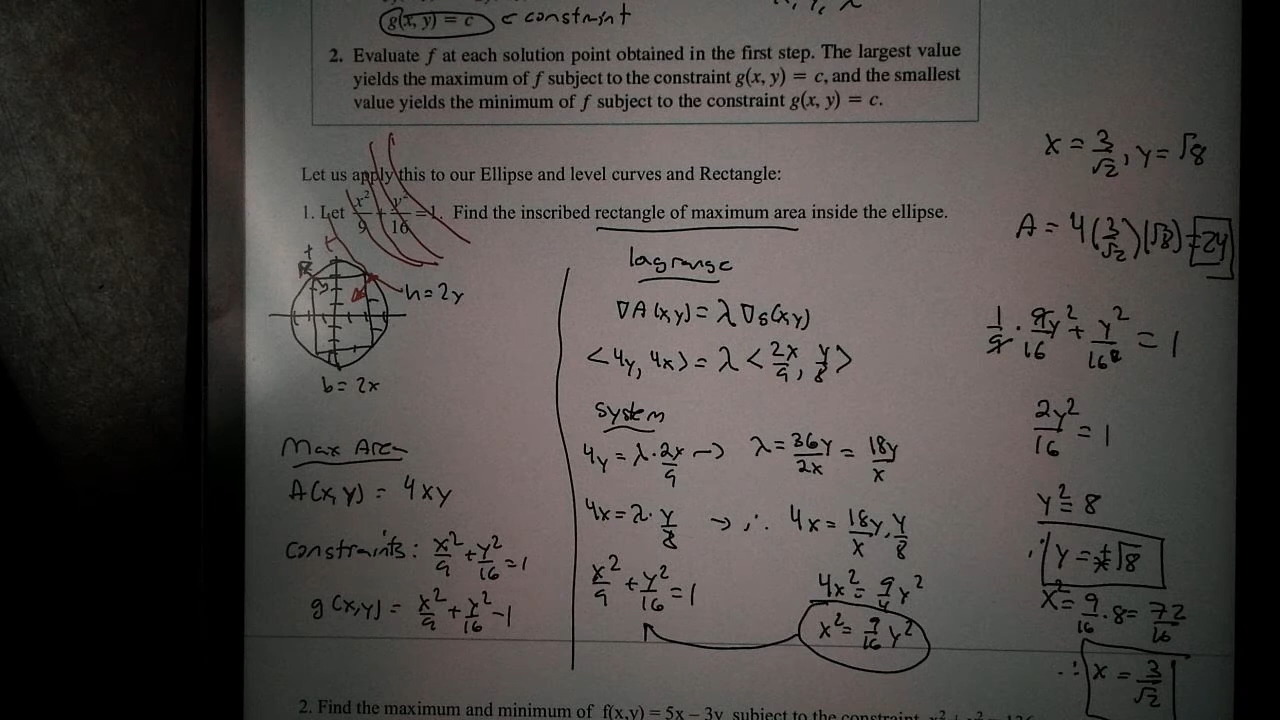 g(x, y) = c ← constraint
2. Evaluate f at each solution point obtained in the first step. The largest value
yields the maximum of f subject to the constraint g(x, y) = c, and the smallest
value yields the minimum of f subject to the constraint g(x, y) = c.
Let us apply this to our Ellipse and level curves and Rectangle:
1. Let x²/9 + y²/16 = 1. Find the inscribed rectangle of maximum area inside the ellipse.
h = 2y
b = 2x
Max Area
A(x,y) = 4xy
Constraints: x²/9 + y²/16 = 1
g(x,y) = x²/9 + y²/16 - 1
lagrange
∇A(x,y) = λ∇g(x,y)
<4y, 4x> = λ<2x/9, y/8>
System
4y = λ·2x/9 → λ = 36y/2x = 18y/x
4x = λ·y/8 → ∴ 4x = 18y/x · y/8
x²/9 + y²/16 = 1
4x² = 9/4 y²
x² = 9/16 y²
x = 3/√2, y = √8
A = 4(3/√2)(√8) = 24
1/9 · 9y²/16 + y²/16 = 1
2y²/16 = 1
y² = 8
∴ y = ±√8
x² = 9/16 · 8 = 72/16
∴ x = 3/√2
2. Find the maximum and minimum of f(x,y) = 5x – 3y subject to the constraint